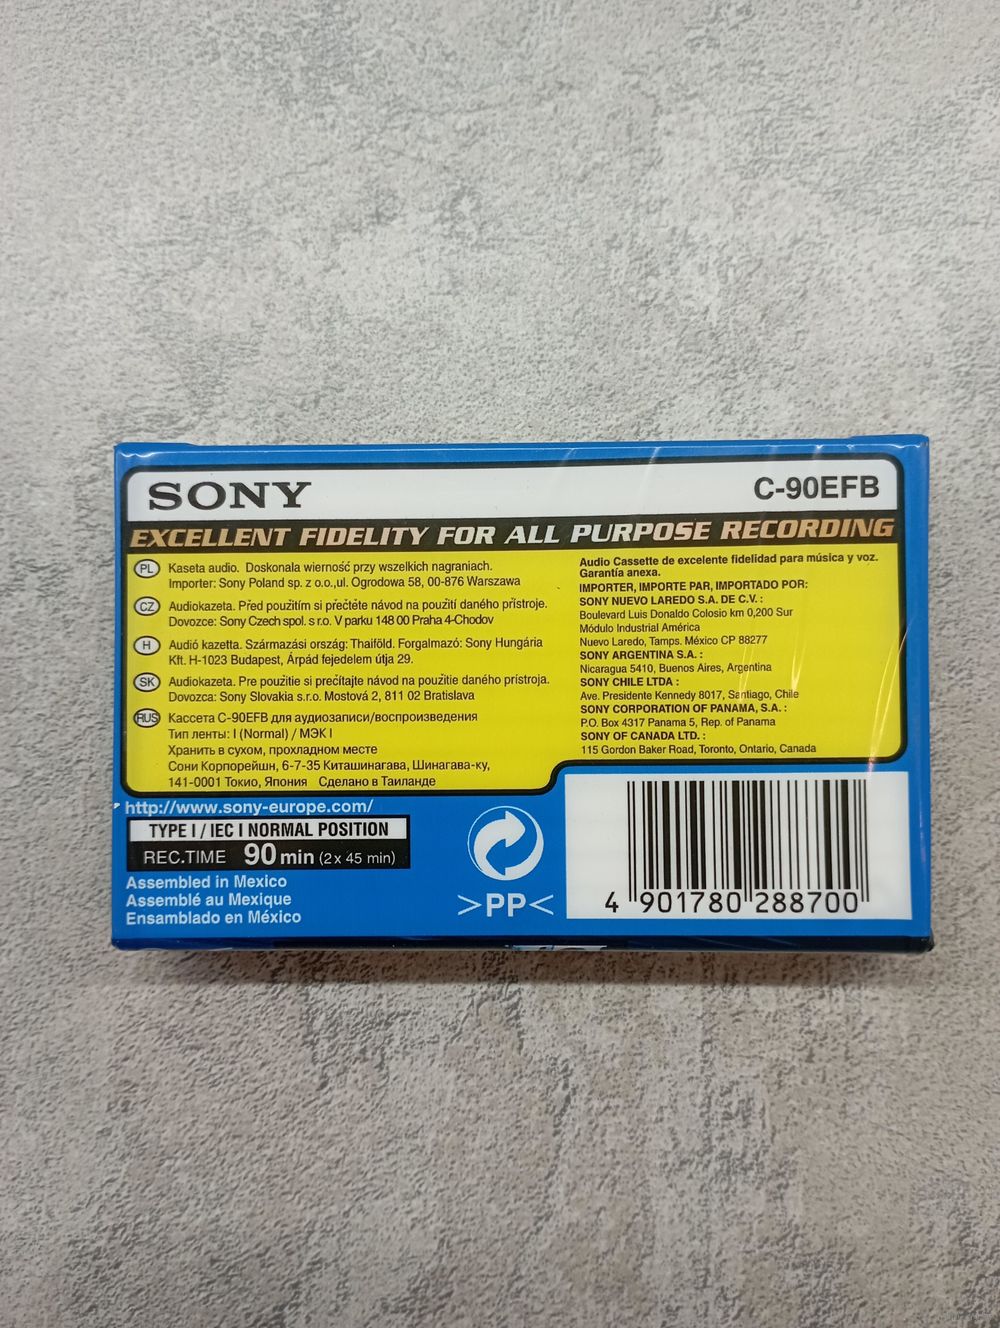 SONY
C-90EFB
EXCELLENT FIDELITY FOR ALL PURPOSE RECORDING
PL Kaseta audio. Doskonala wierność przy wszelkich nagraniach.
Importer: Sony Poland sp. z o.o.,ul. Ogrodowa 58, 00-876 Warszawa
CZ Audiokazeta. Před použitím si přečtěte návod na použití daného přístroje.
Dovozce: Sony Czech spol. s r.o. V parku 148 00 Praha 4-Chodov
H Audió kazetta. Származási ország: Thaiföld. Forgalmazó: Sony Hungária
Kft. H-1023 Budapest, Árpád fejedelem útja 29.
SK Audiokazeta. Pre použitie si prečítajte návod na použitie daného prístroja.
Dovozca: Sony Slovakia s.r.o. Mostová 2, 811 02 Bratislava
RUS Кассета C-90EFB для аудиозаписи/воспроизведения
Тип ленты: I (Normal) / МЭК I
Хранить в сухом, прохладном месте
Сони Корпорейшн, 6-7-35 Киташинагава, Шинагава-ку,
141-0001 Токио, Япония Сделано в Таиланде
Audio Cassette de excelente fidelidad para música y voz.
Garantía anexa.
IMPORTER, IMPORTE PAR, IMPORTADO POR:
SONY NUEVO LAREDO S.A. DE C.V. :
Boulevard Luis Donaldo Colosio km 0,200 Sur
Módulo Industrial América
Nuevo Laredo, Tamps. México CP 88277
SONY ARGENTINA S.A. :
Nicaragua 5410, Buenos Aires, Argentina
SONY CHILE LTDA :
Ave. Presidente Kennedy 8017, Santiago, Chile
SONY CORPORATION OF PANAMA, S.A. :
P.O. Box 4317 Panama 5, Rep. of Panama
SONY OF CANADA LTD. :
115 Gordon Baker Road, Toronto, Ontario, Canada
http://www.sony-europe.com/
TYPE I / IEC I NORMAL POSITION
REC.TIME 90 min (2 x 45 min)
Assembled in Mexico
Assemblé au Mexique
Ensamblado en México
>PP<
4 901780 288700